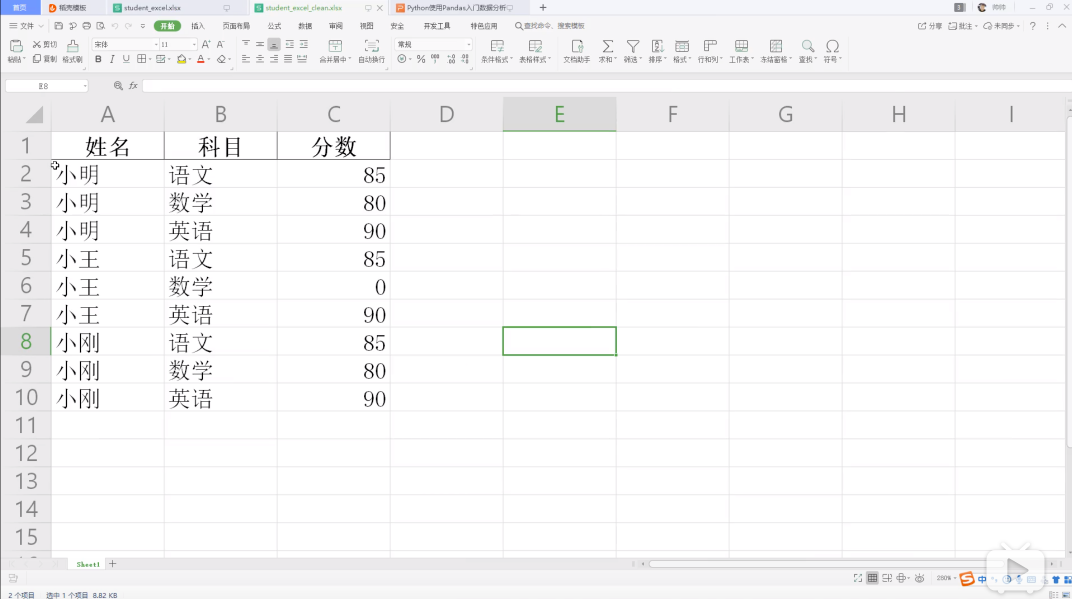 首页 稻壳模板 student_excel.xlsx student_excel_clean.xlsx Python使用Pandas入门数据分析 +
文件 开始 插入 页面布局 公式 数据 审阅 视图 安全 开发工具 特色应用 查找命令、搜索模板 分享 批注 未同步 ?
粘贴 剪切 复制 格式刷 宋体 11 B I U A 合并居中 自动换行 常规 % 条件格式 表格样式 文档助手 求和 筛选 排序 格式 行和列 工作表 冻结窗格 查找 符号
E8 fx
A B C D E F G H I
1 姓名 科目 分数
2 小明 语文 85
3 小明 数学 80
4 小明 英语 90
5 小王 语文 85
6 小王 数学 0
7 小王 英语 90
8 小刚 语文 85
9 小刚 数学 80
10 小刚 英语 90
11
12
13
14
15
Sheet1 +
280% 中
2 个项目 选中 1 个项目 8.82 KB